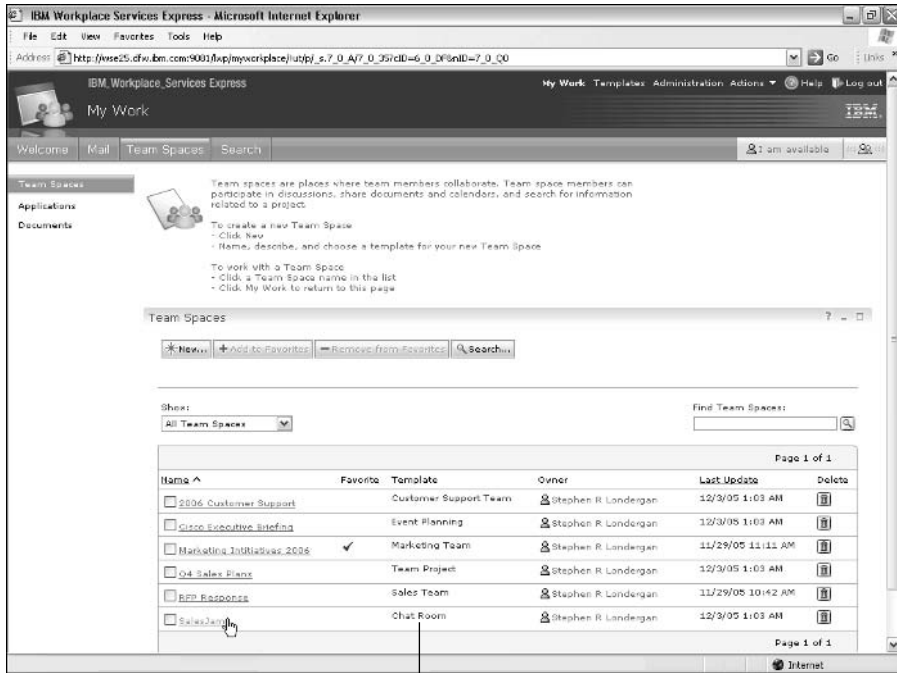 IBM Workplace Services Express - Microsoft Internet Explorer
File Edit View Favorites Tools Help
Address http://wse25.dfw.ibm.com:9081/lwp/myworkplace/!ut/p/_s.7_0_A/7_0_35?cID=6_0_DF&nID=7_0_Q0 Go Links
IBM Workplace Services Express My Work Templates Administration Actions Help Log out
My Work IBM.
Welcome Mail Team Spaces Search I am available
Team Spaces
Applications
Documents
Team spaces are places where team members collaborate. Team space members can
participate in discussions, share documents and calendars, and search for information
related to a project.
To create a new Team Space
- Click New
- Name, describe, and choose a template for your new Team Space
To work with a Team Space
- Click a Team Space name in the list
- Click My Work to return to this page
Team Spaces ?
New... Add to Favorites Remove from Favorites Search...
Show: Find Team Spaces:
All Team Spaces
Page 1 of 1
Name ^ Favorite Template Owner Last Update Delete
2006 Customer Support Customer Support Team Stephen R Londergan 12/3/05 1:03 AM
Cisco Executive Briefing Event Planning Stephen R Londergan 12/3/05 1:03 AM
Marketing Intitiatives 2006 ✓ Marketing Team Stephen R Londergan 11/29/05 11:11 AM
Q4 Sales Plans Team Project Stephen R Londergan 12/3/05 1:03 AM
RFP Response Sales Team Stephen R Londergan 11/29/05 10:42 AM
SalesJam Chat Room Stephen R Londergan 12/3/05 1:03 AM
Page 1 of 1
Internet